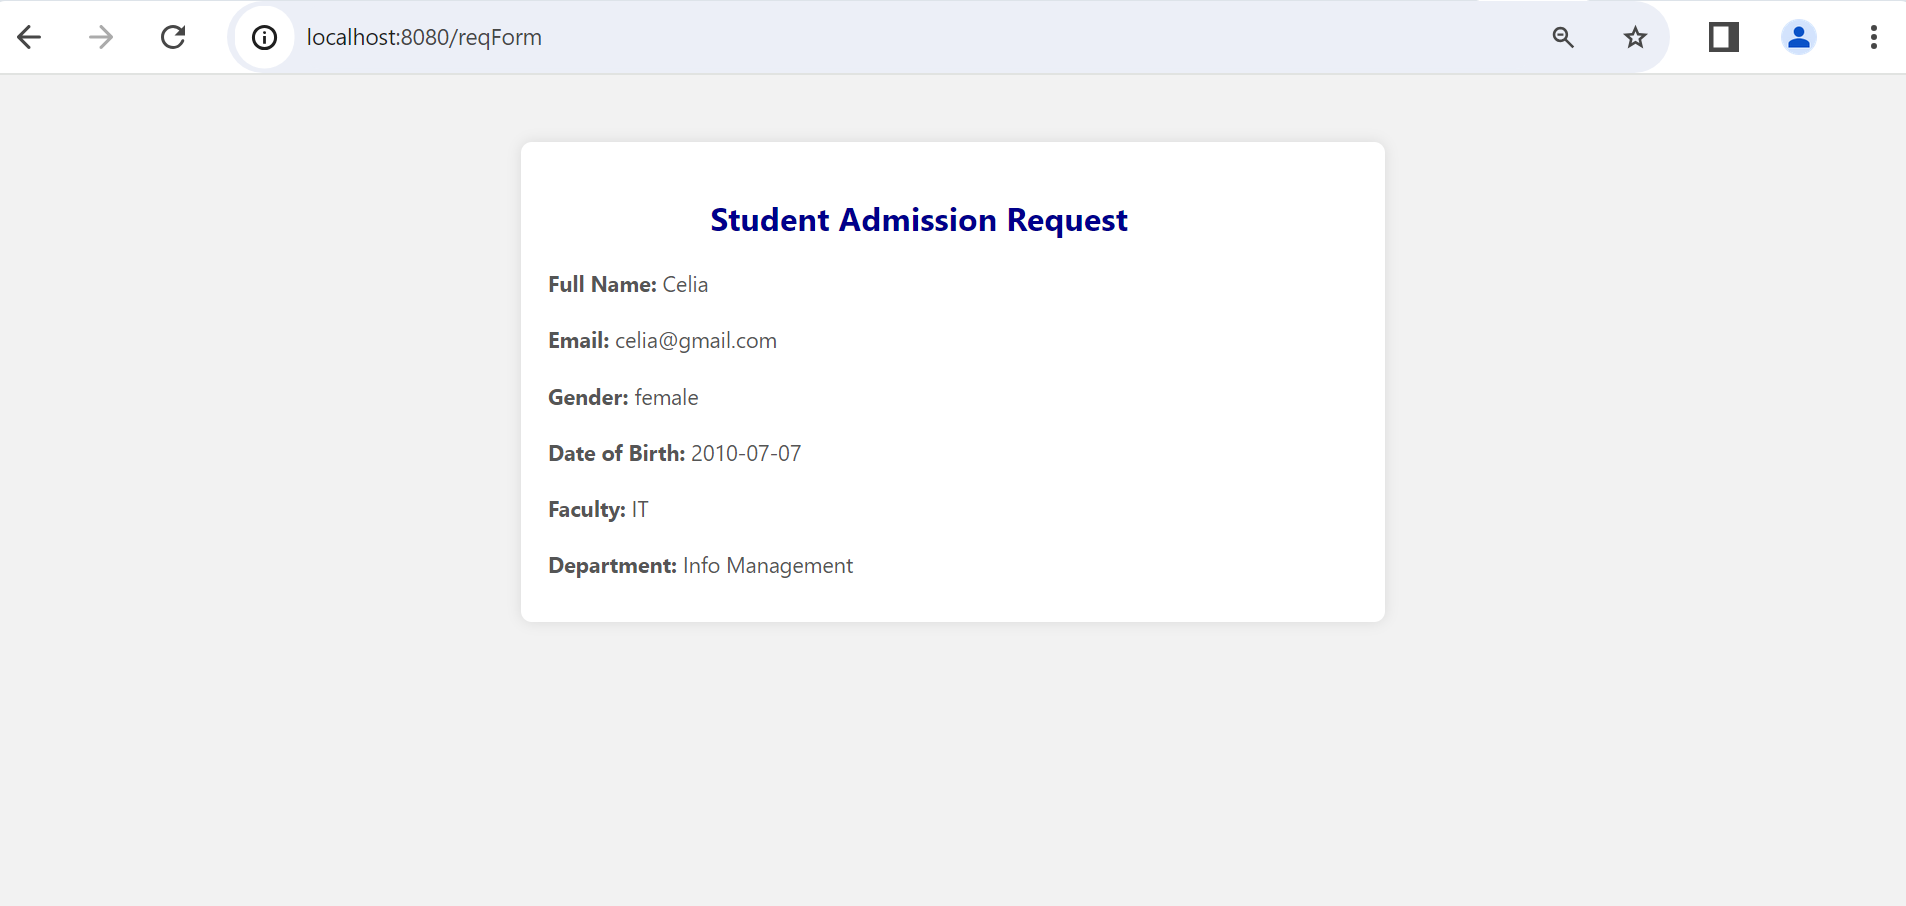 localhost:8080/reqForm
Student Admission Request
Full Name: Celia
Email: celia@gmail.com
Gender: female
Date of Birth: 2010-07-07
Faculty: IT
Department: Info Management